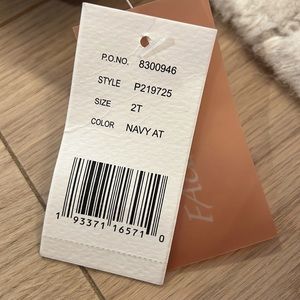 P.O.NO. 8300946
STYLE P219725
SIZE 2T
COLOR NAVY AT
1 93371 16571 0